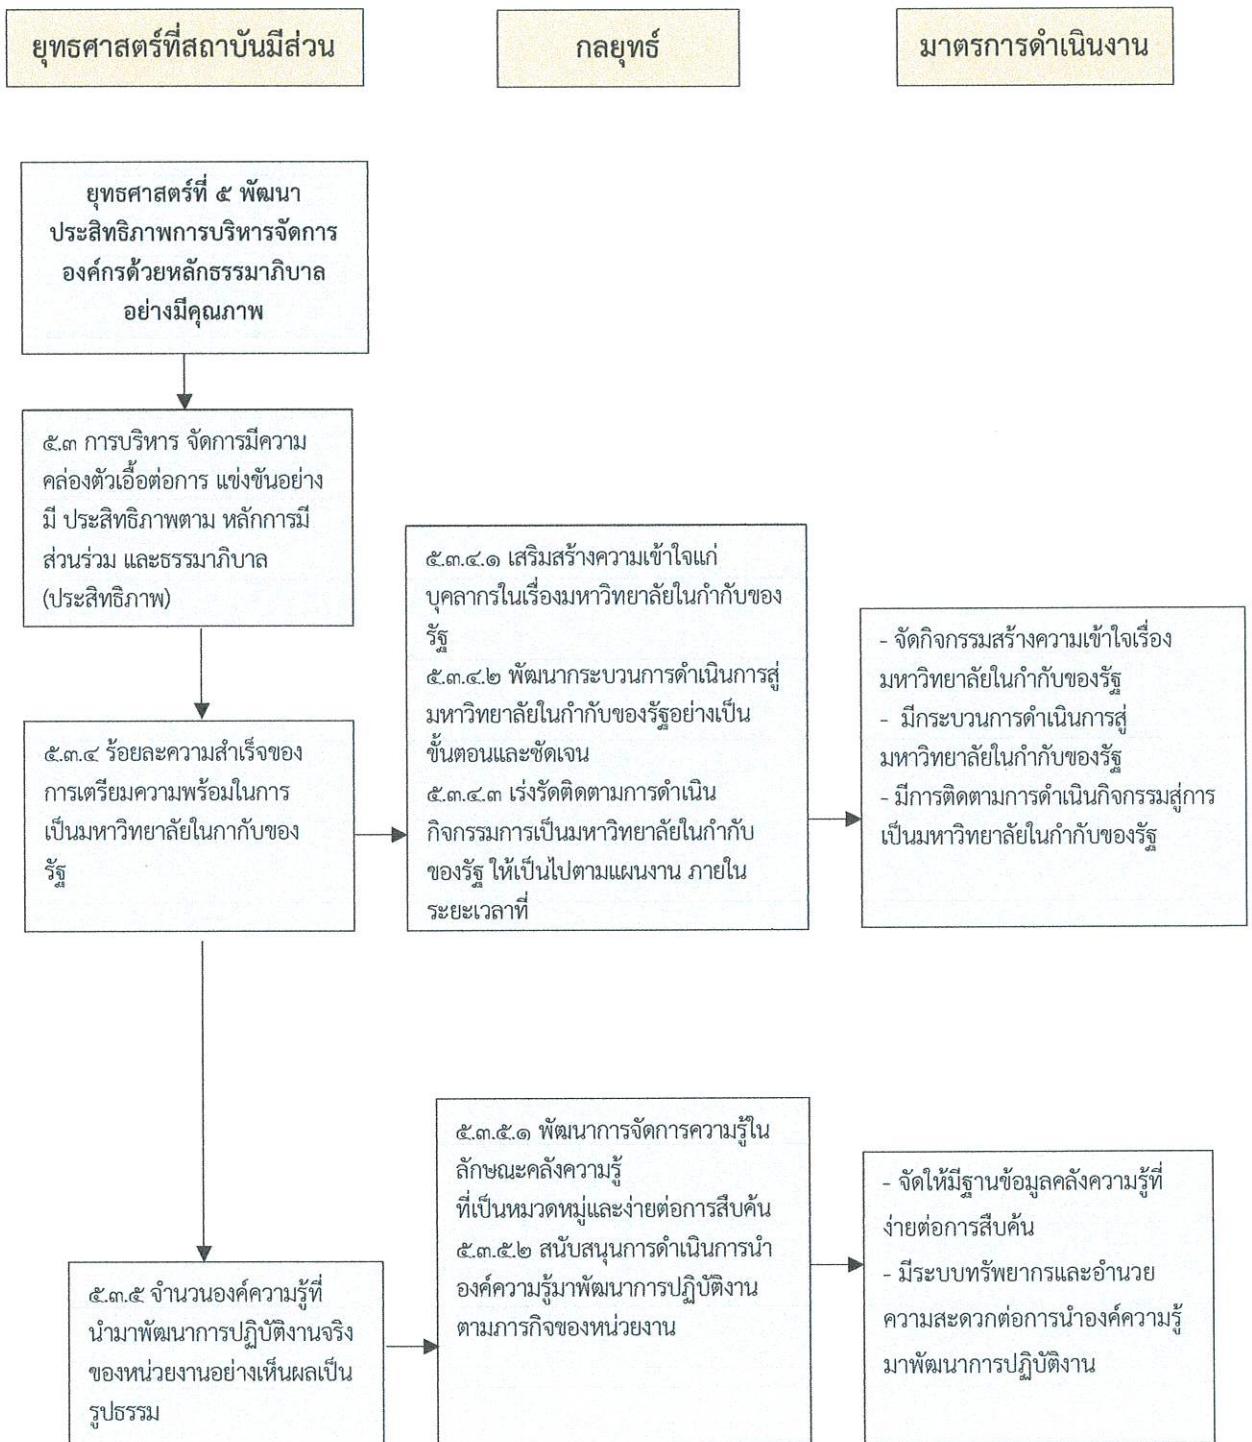 ยุทธศาสตร์ที่สถาบันมีส่วน
กลยุทธ์
มาตรการดำเนินงาน
ยุทธศาสตร์ที่ ๕ พัฒนา
ประสิทธิภาพการบริหารจัดการ
องค์กรด้วยหลักธรรมาภิบาล
อย่างมีคุณภาพ
๕.๓ การบริหาร จัดการมีความ
คล่องตัวเอื้อต่อการ แข่งขันอย่าง
มี ประสิทธิภาพตาม หลักการมี
ส่วนร่วม และธรรมาภิบาล
(ประสิทธิภาพ)
๕.๓.๔ ร้อยละความสำเร็จของ
การเตรียมความพร้อมในการ
เป็นมหาวิทยาลัยในกากับของ
รัฐ
๕.๓.๔.๑ เสริมสร้างความเข้าใจแก่
บุคลากรในเรื่องมหาวิทยาลัยในกำกับของ
รัฐ
๕.๓.๔.๒ พัฒนากระบวนการดำเนินการสู่
มหาวิทยาลัยในกำกับของรัฐอย่างเป็น
ขั้นตอนและชัดเจน
๕.๓.๔.๓ เร่งรัดติดตามการดำเนิน
กิจกรรมการเป็นมหาวิทยาลัยในกำกับ
ของรัฐ ให้เป็นไปตามแผนงาน ภายใน
ระยะเวลาที่
- จัดกิจกรรมสร้างความเข้าใจเรื่อง
มหาวิทยาลัยในกำกับของรัฐ
- มีกระบวนการดำเนินการสู่
มหาวิทยาลัยในกำกับของรัฐ
- มีการติดตามการดำเนินกิจกรรมสู่การ
เป็นมหาวิทยาลัยในกำกับของรัฐ
๕.๓.๕ จำนวนองค์ความรู้ที่
นำมาพัฒนาการปฏิบัติงานจริง
ของหน่วยงานอย่างเห็นผลเป็น
รูปธรรม
๕.๓.๕.๑ พัฒนาการจัดการความรู้ใน
ลักษณะคลังความรู้
ที่เป็นหมวดหมู่และง่ายต่อการสืบค้น
๕.๓.๕.๒ สนับสนุนการดำเนินการนำ
องค์ความรู้มาพัฒนาการปฏิบัติงาน
ตามภารกิจของหน่วยงาน
- จัดให้มีฐานข้อมูลคลังความรู้ที่
ง่ายต่อการสืบค้น
- มีระบบทรัพยากรและอำนวย
ความสะดวกต่อการนำองค์ความรู้
มาพัฒนาการปฏิบัติงาน